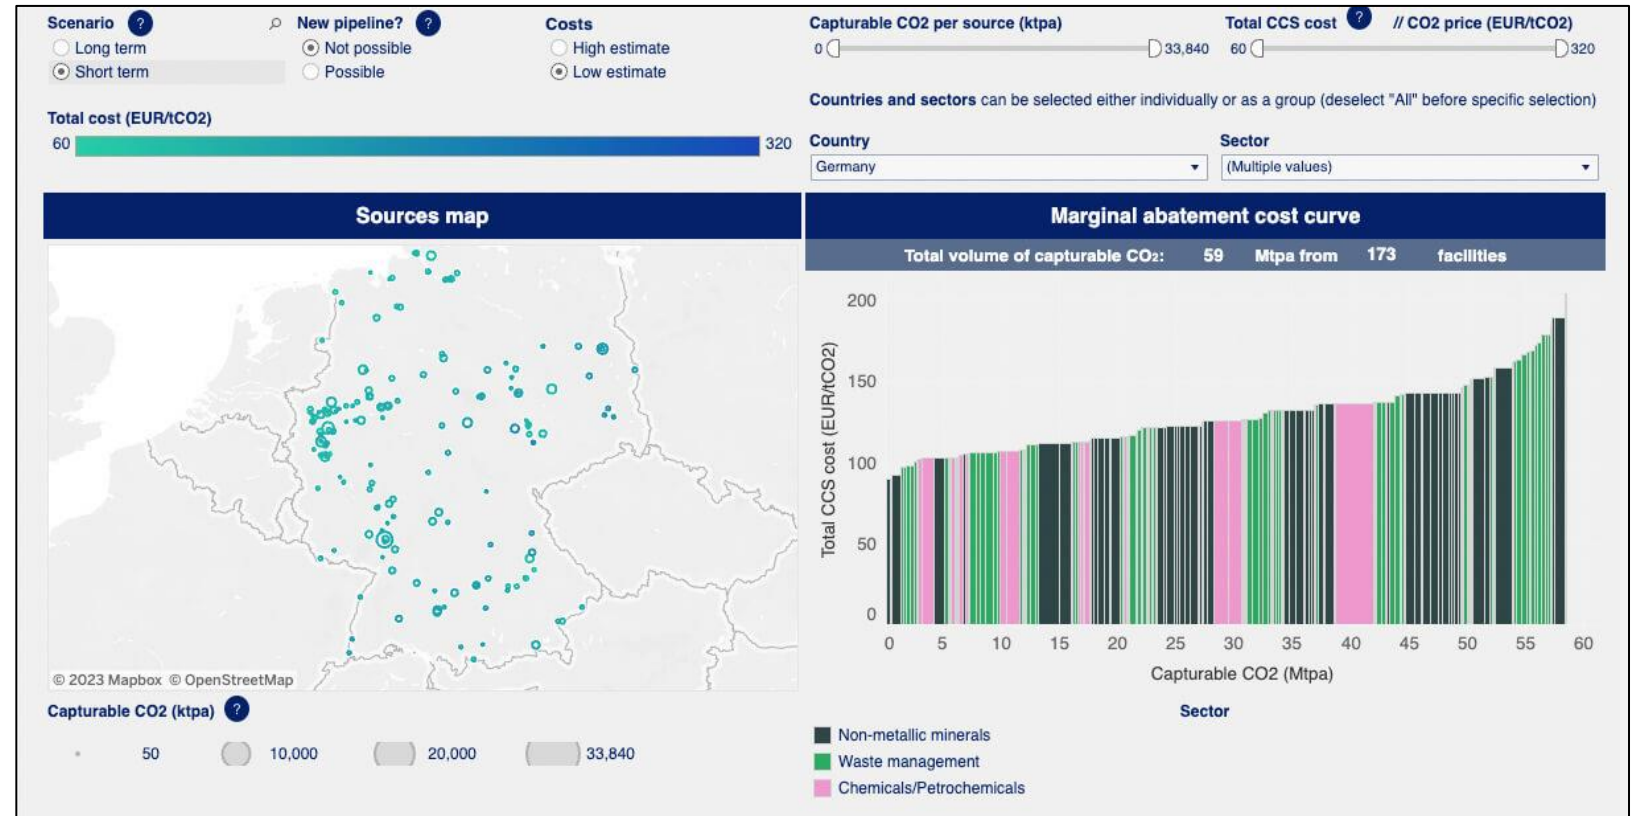 Scenario ? New pipeline? ? Costs
Long term Not possible High estimate
Short term Possible Low estimate
Total cost (EUR/tCO2)
60 320
Capturable CO2 per source (ktpa) Total CCS cost ? // CO2 price (EUR/tCO2)
0 33,840 60 320
Countries and sectors can be selected either individually or as a group (deselect "All" before specific selection)
Country Sector
Germany (Multiple values)
Sources map
© 2023 Mapbox © OpenStreetMap
Capturable CO2 (ktpa) ?
50 10,000 20,000 33,840
Marginal abatement cost curve
Total volume of capturable CO2: 59 Mtpa from 173 facilities
Total CCS cost (EUR/tCO2)
200
150
100
50
0
0 5 10 15 20 25 30 35 40 45 50 55 60
Capturable CO2 (Mtpa)
Sector
Non-metallic minerals
Waste management
Chemicals/Petrochemicals